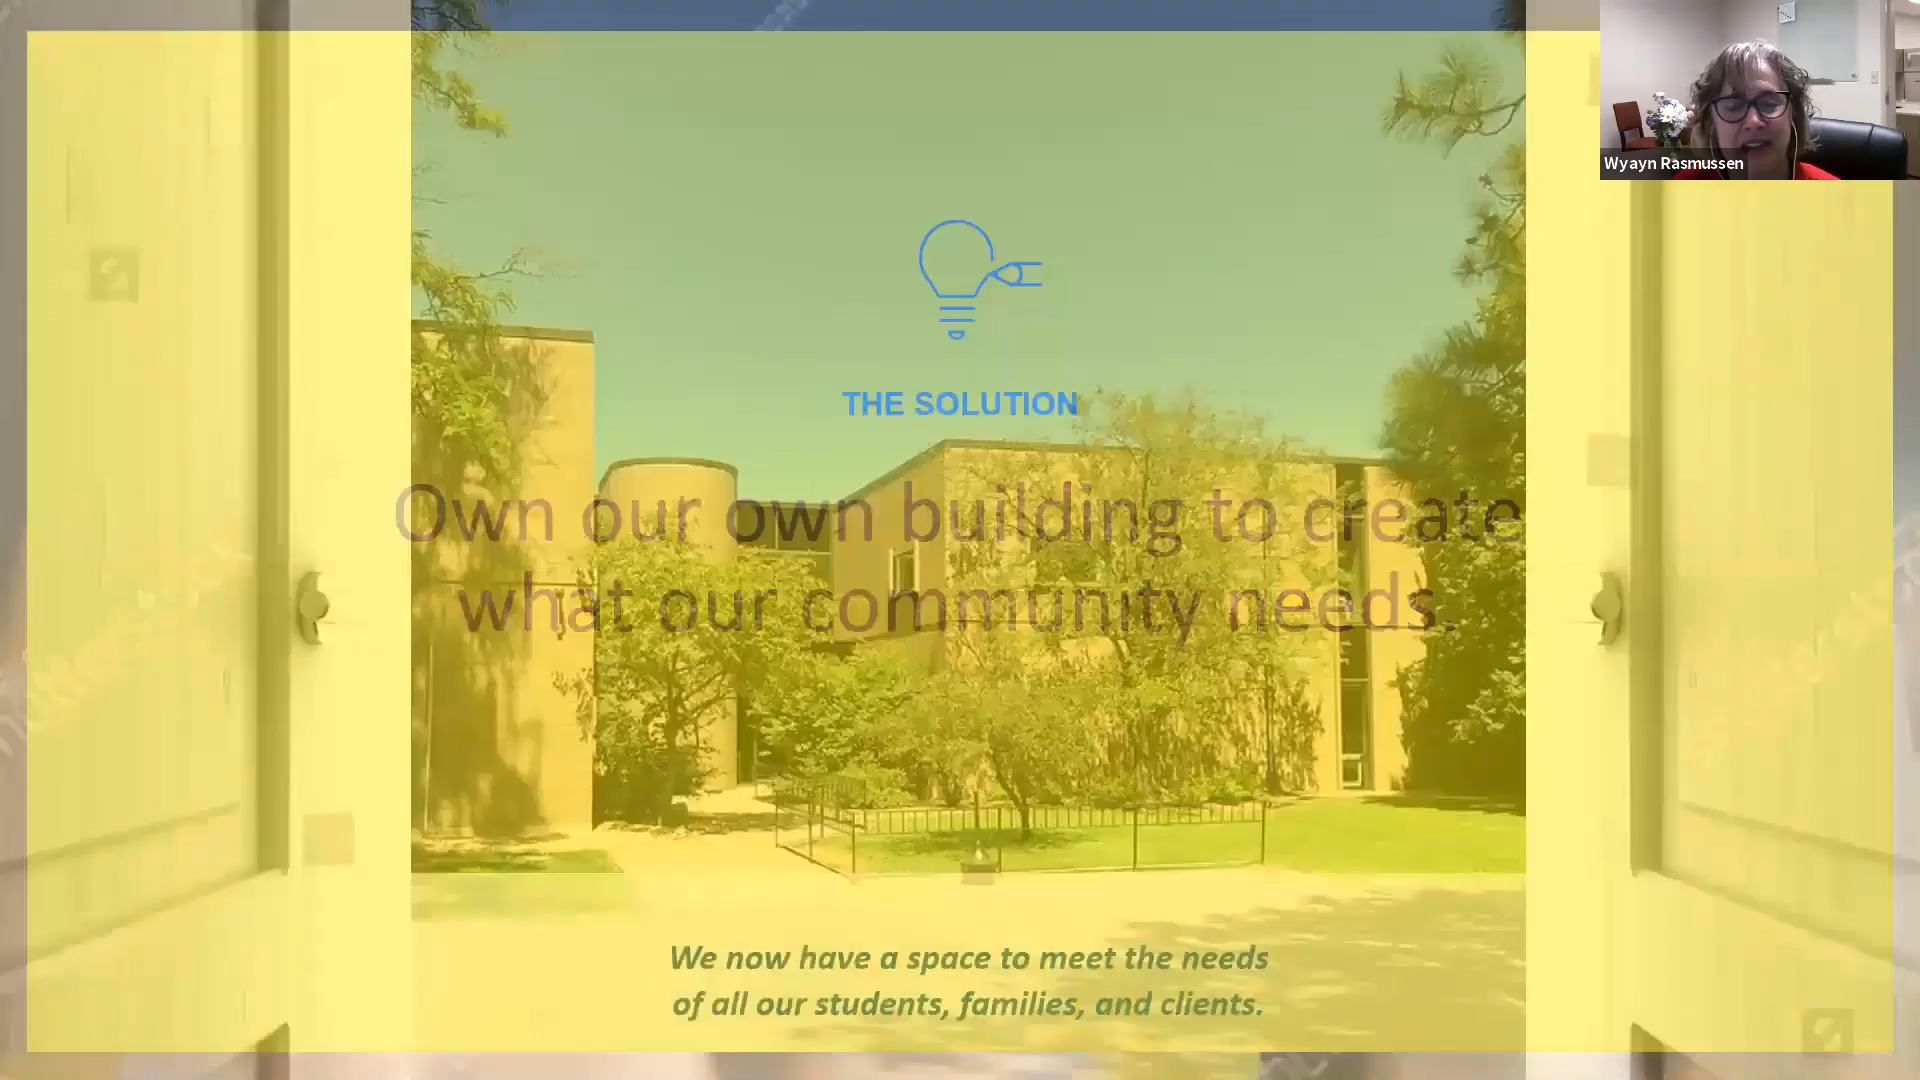 Wyayn Rasmussen
THE SOLUTION
Own our own building to create
what our community needs.
We now have a space to meet the needs
of all our students, families, and clients.